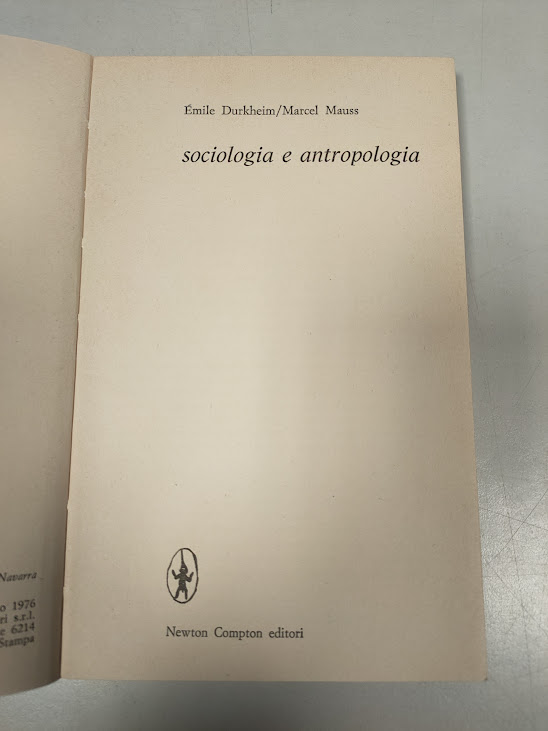 Émile Durkheim/Marcel Mauss
sociologia e antropologia
Newton Compton editori
Navarra
o 1976
ri s.r.l.
e 6214
Stampa